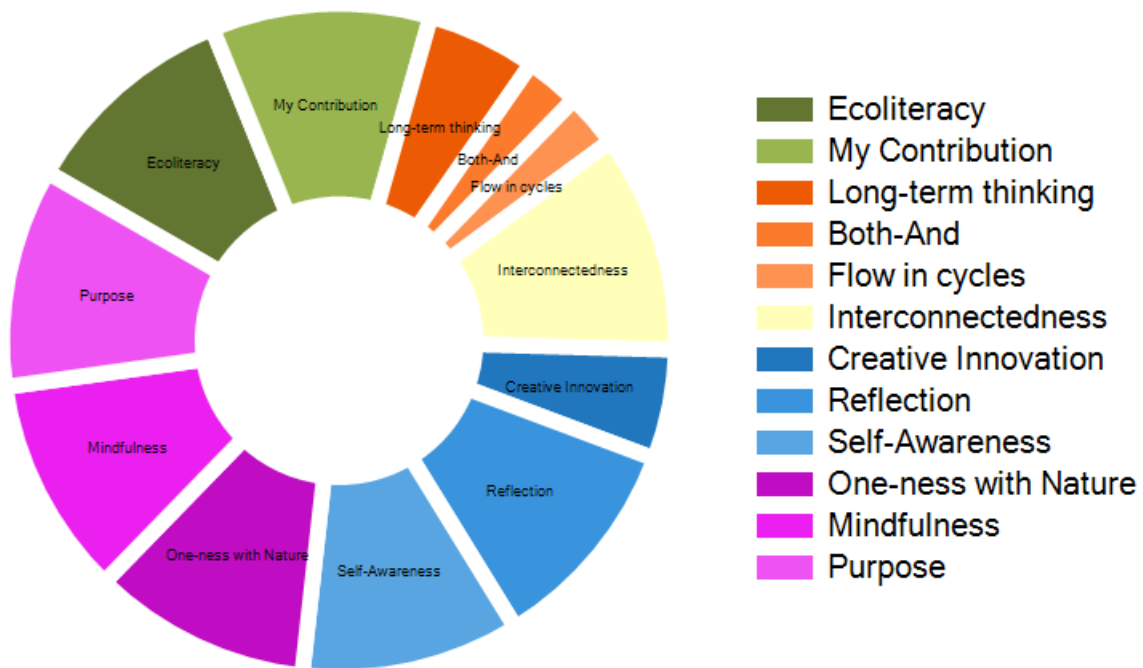 My Contribution
Long-term thinking
Both-And
Flow in cycles
Ecoliteracy
Interconnectedness
Purpose
Creative Innovation
Mindfulness
Reflection
One-ness with Nature
Self-Awareness
Ecoliteracy
My Contribution
Long-term thinking
Both-And
Flow in cycles
Interconnectedness
Creative Innovation
Reflection
Self-Awareness
One-ness with Nature
Mindfulness
Purpose